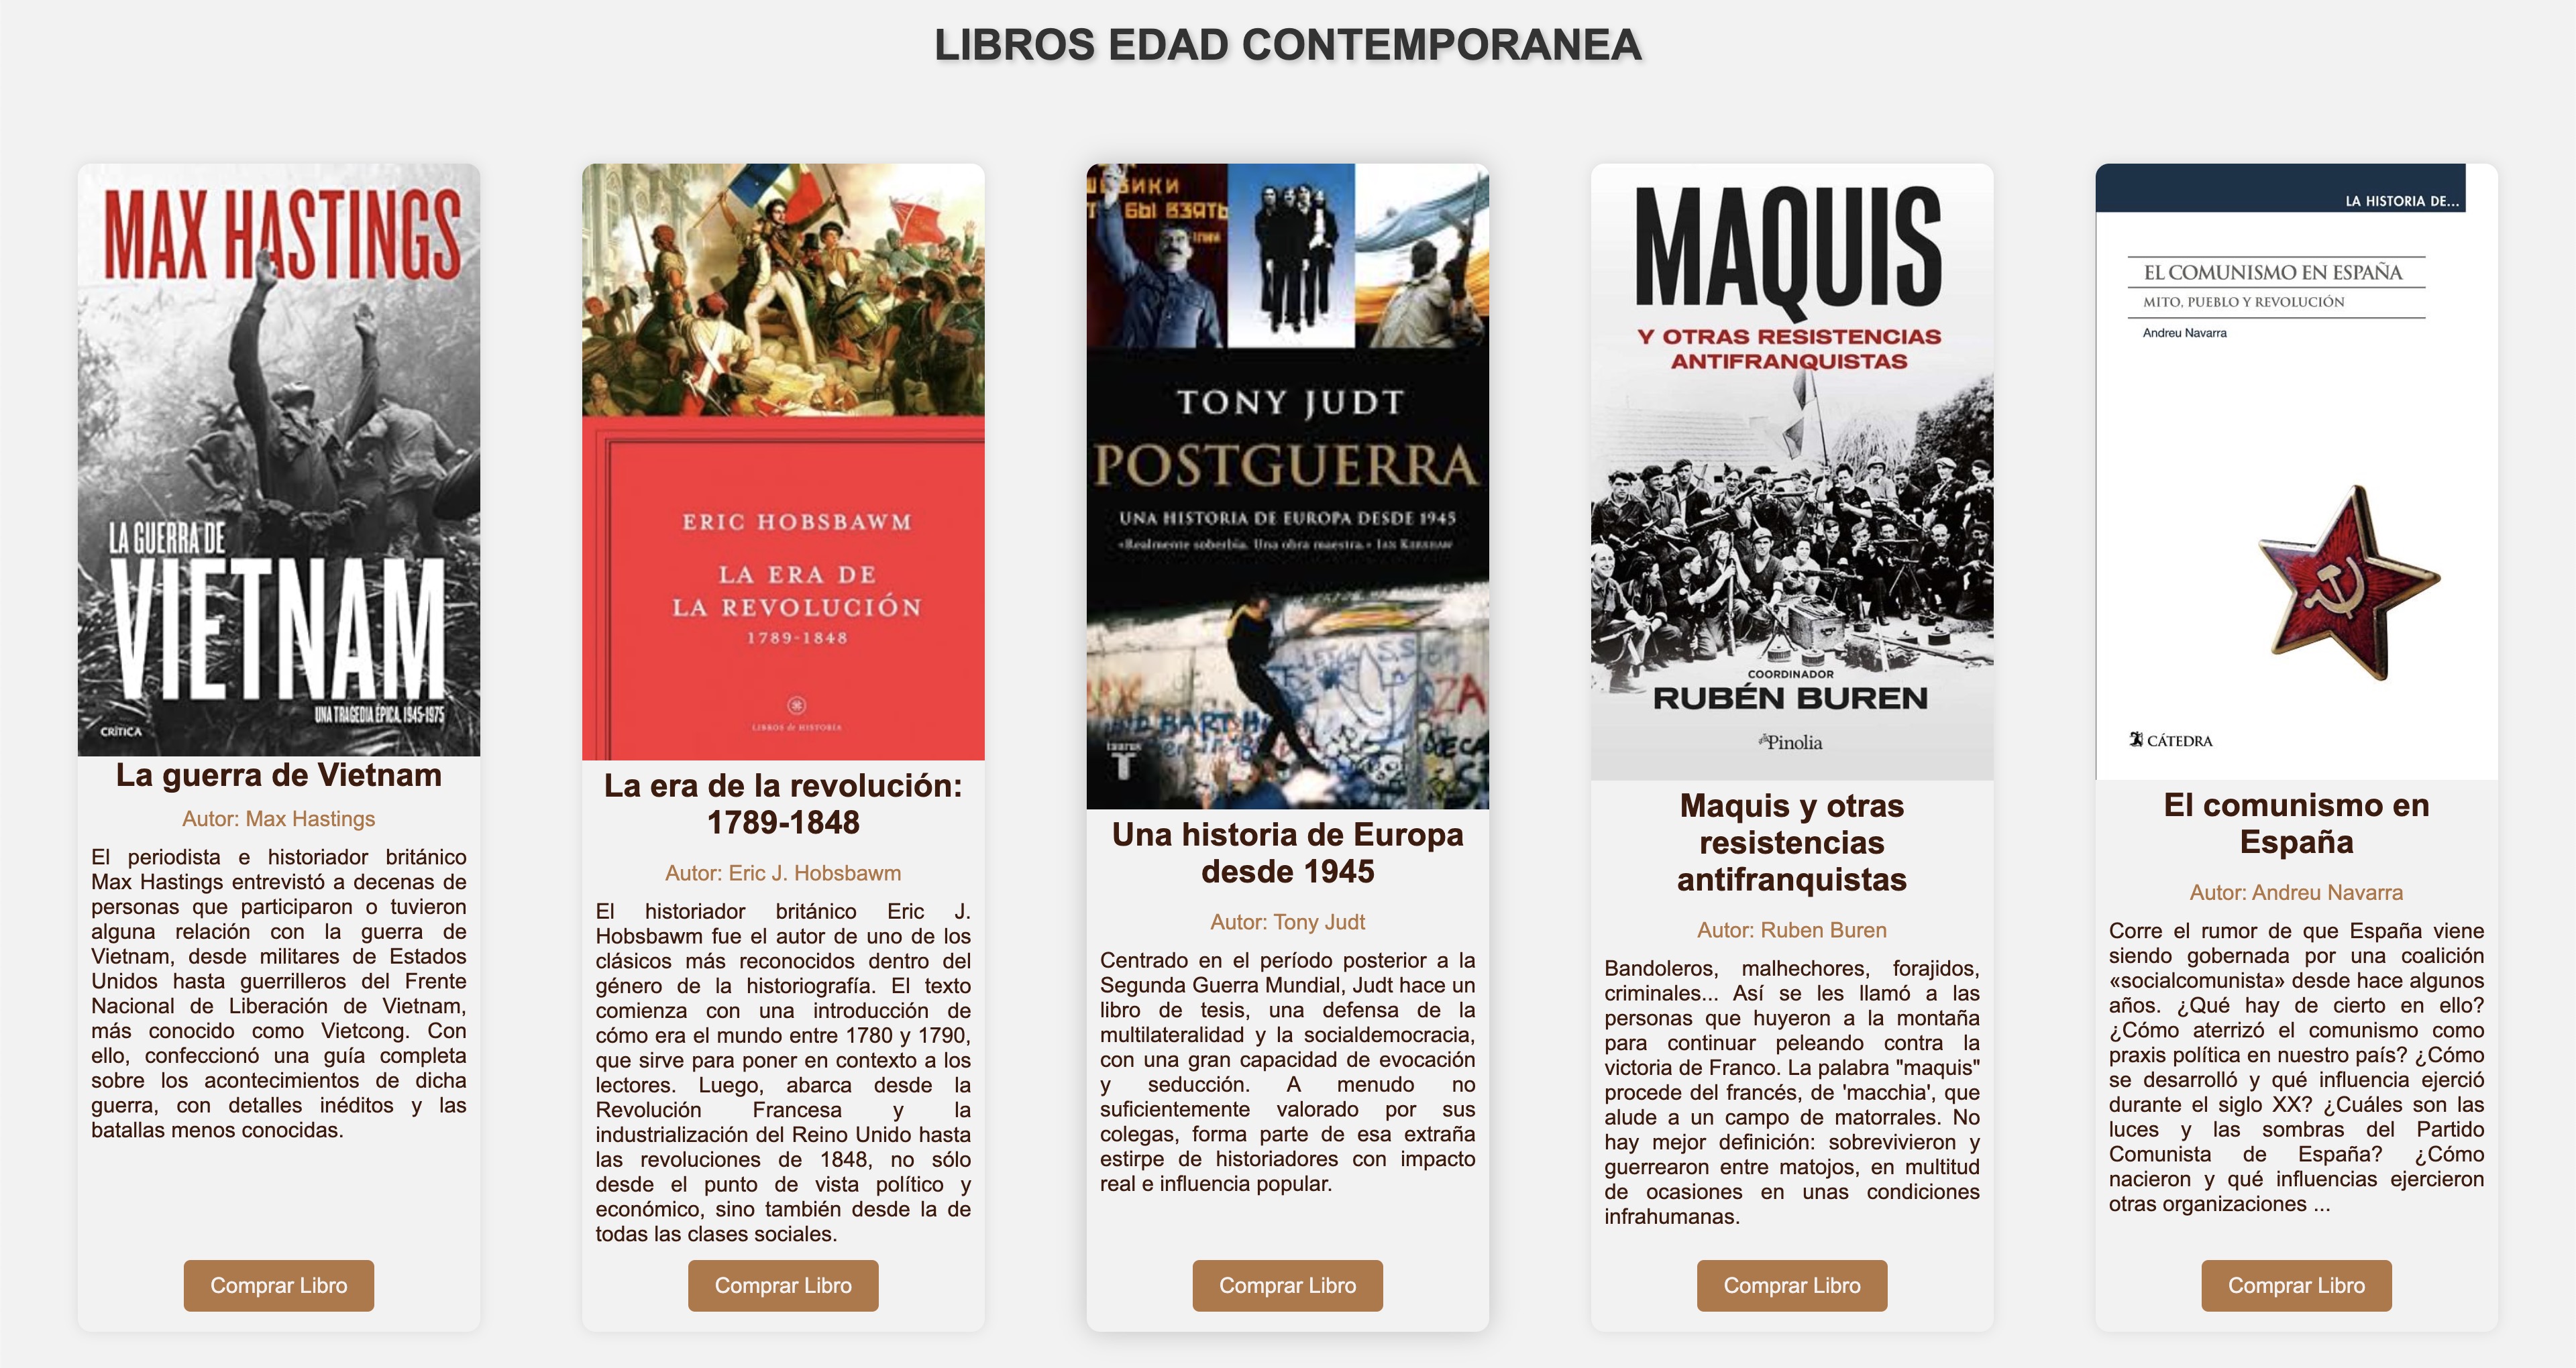 LIBROS EDAD CONTEMPORANEA
MAX HASTINGS
LA GUERRA DE
VIETNAM
UNA TRAGEDIA ÉPICA, 1945-1975
CRÍTICA
La guerra de Vietnam
Autor: Max Hastings
El periodista e historiador británico
Max Hastings entrevistó a decenas de
personas que participaron o tuvieron
alguna relación con la guerra de
Vietnam, desde militares de Estados
Unidos hasta guerrilleros del Frente
Nacional de Liberación de Vietnam,
más conocido como Vietcong. Con
ello, confeccionó una guía completa
sobre los acontecimientos de dicha
guerra, con detalles inéditos y las
batallas menos conocidas.
Comprar Libro
ERIC HOBSBAWM
LA ERA DE
LA REVOLUCIÓN
1789-1848
LIBROS de HISTORIA
La era de la revolución:
1789-1848
Autor: Eric J. Hobsbawm
El historiador británico Eric J.
Hobsbawm fue el autor de uno de los
clásicos más reconocidos dentro del
género de la historiografía. El texto
comienza con una introducción de
cómo era el mundo entre 1780 y 1790,
que sirve para poner en contexto a los
lectores. Luego, abarca desde la
Revolución Francesa y la
industrialización del Reino Unido hasta
las revoluciones de 1848, no sólo
desde el punto de vista político y
económico, sino también desde la de
todas las clases sociales.
Comprar Libro
БЫ ВЗЯТЬ
TONY JUDT
POSTGUERRA
UNA HISTORIA DE EUROPA DESDE 1945
«Realmente soberbia. Una obra maestra.» IAN KERSHAW
taurus
T
Una historia de Europa
desde 1945
Autor: Tony Judt
Centrado en el período posterior a la
Segunda Guerra Mundial, Judt hace un
libro de tesis, una defensa de la
multilateralidad y la socialdemocracia,
con una gran capacidad de evocación
y seducción. A menudo no
suficientemente valorado por sus
colegas, forma parte de esa extraña
estirpe de historiadores con impacto
real e influencia popular.
Comprar Libro
MAQUIS
Y OTRAS RESISTENCIAS
ANTIFRANQUISTAS
COORDINADOR
RUBÉN BUREN
Pinolia
Maquis y otras
resistencias
antifranquistas
Autor: Ruben Buren
Bandoleros, malhechores, forajidos,
criminales... Así se les llamó a las
personas que huyeron a la montaña
para continuar peleando contra la
victoria de Franco. La palabra "maquis"
procede del francés, de 'macchia', que
alude a un campo de matorrales. No
hay mejor definición: sobrevivieron y
guerrearon entre matojos, en multitud
de ocasiones en unas condiciones
infrahumanas.
Comprar Libro
LA HISTORIA DE...
EL COMUNISMO EN ESPAÑA
MITO, PUEBLO Y REVOLUCIÓN
Andreu Navarra
CÁTEDRA
El comunismo en
España
Autor: Andreu Navarra
Corre el rumor de que España viene
siendo gobernada por una coalición
«socialcomunista» desde hace algunos
años. ¿Qué hay de cierto en ello?
¿Cómo aterrizó el comunismo como
praxis política en nuestro país? ¿Cómo
se desarrolló y qué influencia ejerció
durante el siglo XX? ¿Cuáles son las
luces y las sombras del Partido
Comunista de España? ¿Cómo
nacieron y qué influencias ejercieron
otras organizaciones ...
Comprar Libro